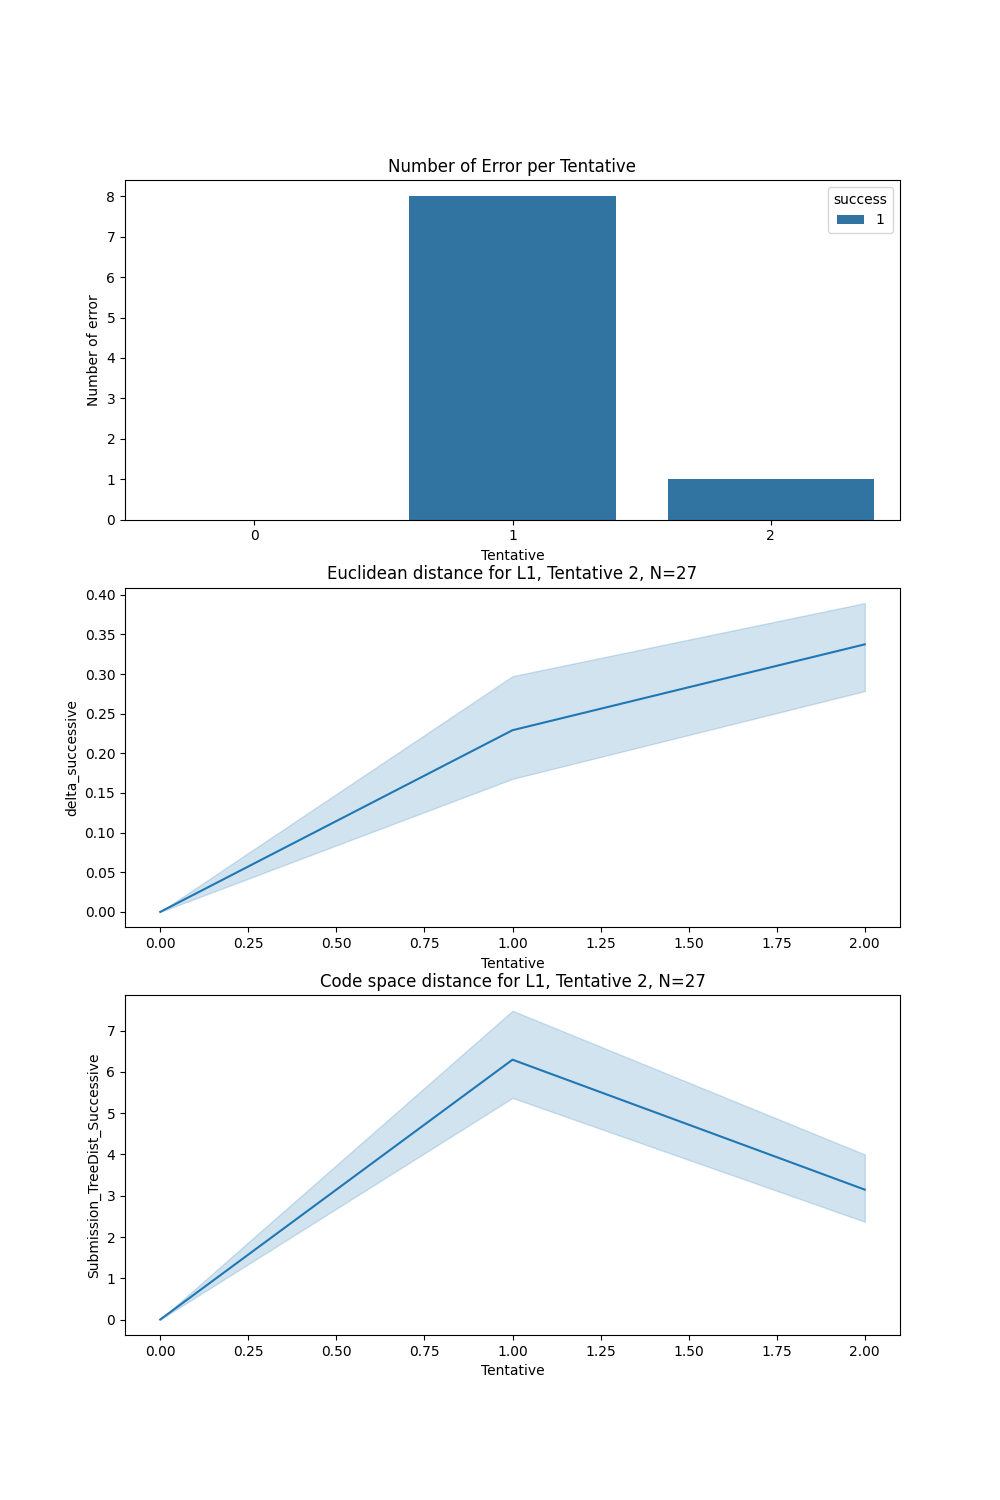 Number of Error per Tentative
success
1
8
7
6
5
4
3
2
1
0
Number of error
0 1 2
Tentative
Euclidean distance for L1, Tentative 2, N=27
0.40
0.35
0.30
0.25
0.20
0.15
0.10
0.05
0.00
delta_successive
0.00 0.25 0.50 0.75 1.00 1.25 1.50 1.75 2.00
Tentative
Code space distance for L1, Tentative 2, N=27
7
6
5
4
3
2
1
0
Submission_TreeDist_Successive
0.00 0.25 0.50 0.75 1.00 1.25 1.50 1.75 2.00
Tentative